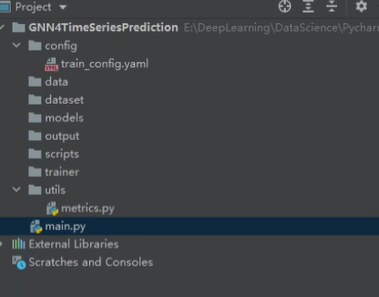 Project
GNN4TimeSeriesPrediction E:\DeepLearning\DataScience\Pychar
config
train_config.yaml
data
dataset
models
output
scripts
trainer
utils
metrics.py
main.py
External Libraries
Scratches and Consoles